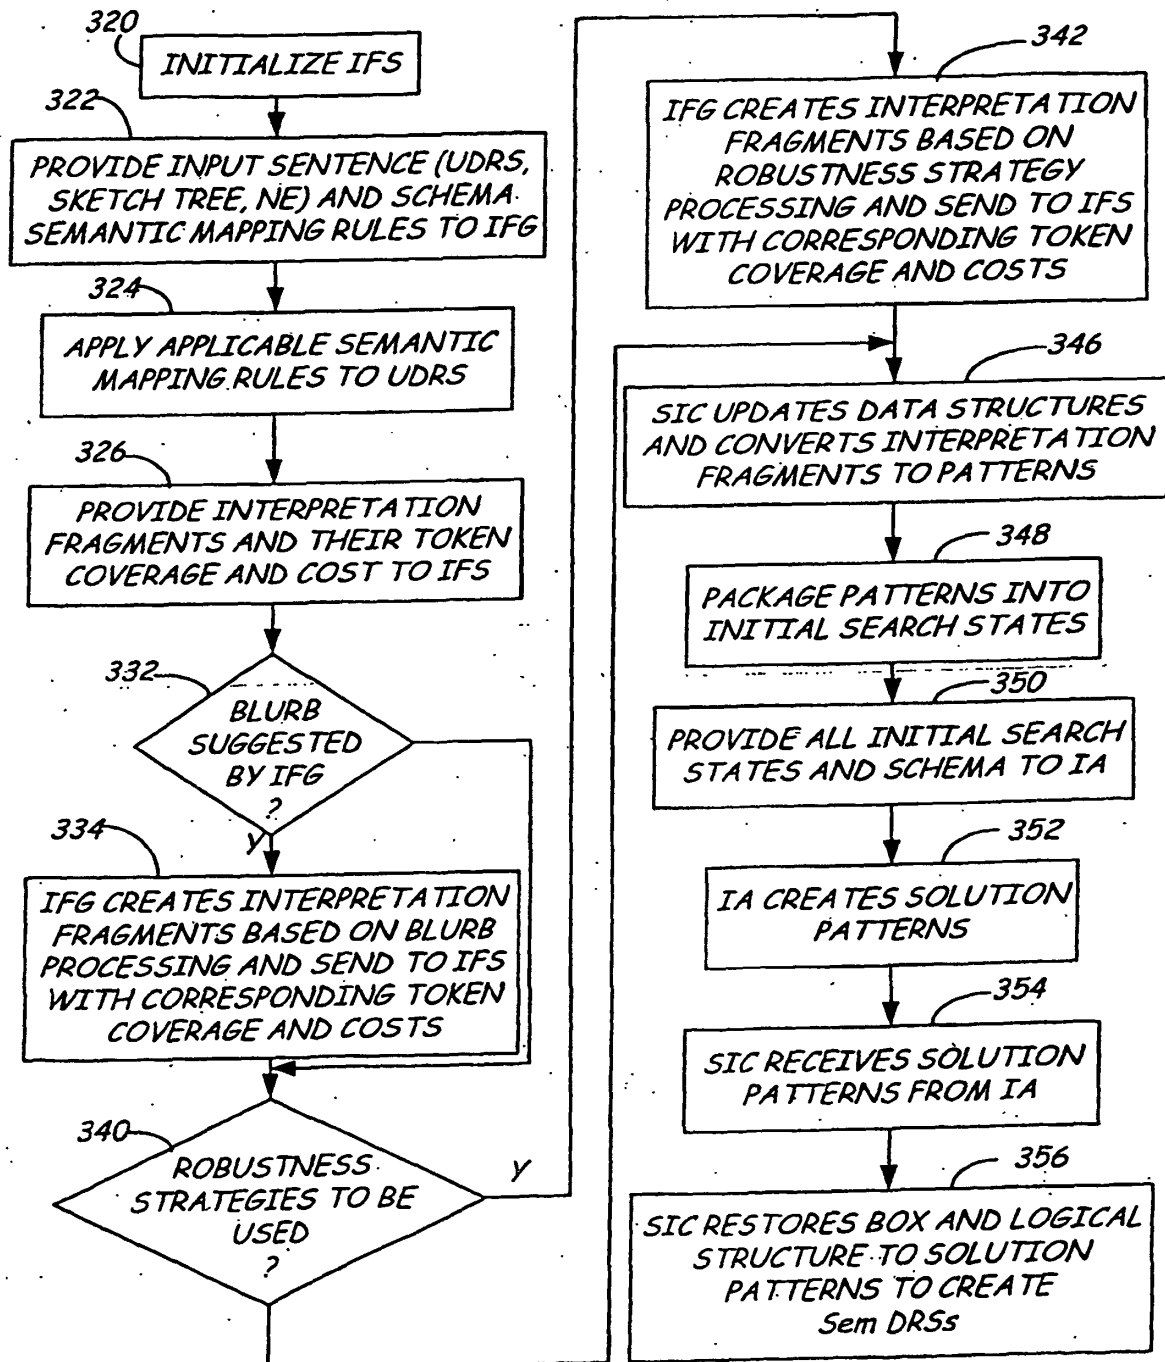 320
INITIALIZE IFS
322
PROVIDE INPUT SENTENCE (UDRS,
SKETCH TREE, NE) AND SCHEMA
SEMANTIC MAPPING RULES TO IFG
324
APPLY APPLICABLE SEMANTIC
MAPPING RULES TO UDRS
326
PROVIDE INTERPRETATION
FRAGMENTS AND THEIR TOKEN
COVERAGE AND COST TO IFS
332
BLURB
SUGGESTED
BY IFG
?
Y
334
IFG CREATES INTERPRETATION
FRAGMENTS BASED ON BLURB
PROCESSING AND SEND TO IFS
WITH CORRESPONDING TOKEN
COVERAGE AND COSTS
340
ROBUSTNESS
STRATEGIES TO BE
USED
?
Y
342
IFG CREATES INTERPRETATION
FRAGMENTS BASED ON
ROBUSTNESS STRATEGY
PROCESSING AND SEND TO IFS
WITH CORRESPONDING TOKEN
COVERAGE AND COSTS
346
SIC UPDATES DATA STRUCTURES
AND CONVERTS INTERPRETATION
FRAGMENTS TO PATTERNS
348
PACKAGE PATTERNS INTO
INITIAL SEARCH STATES
350
PROVIDE ALL INITIAL SEARCH
STATES AND SCHEMA TO IA
352
IA CREATES SOLUTION
PATTERNS
354
SIC RECEIVES SOLUTION
PATTERNS FROM IA
356
SIC RESTORES BOX AND LOGICAL
STRUCTURE TO SOLUTION
PATTERNS TO CREATE
Sem DRSs